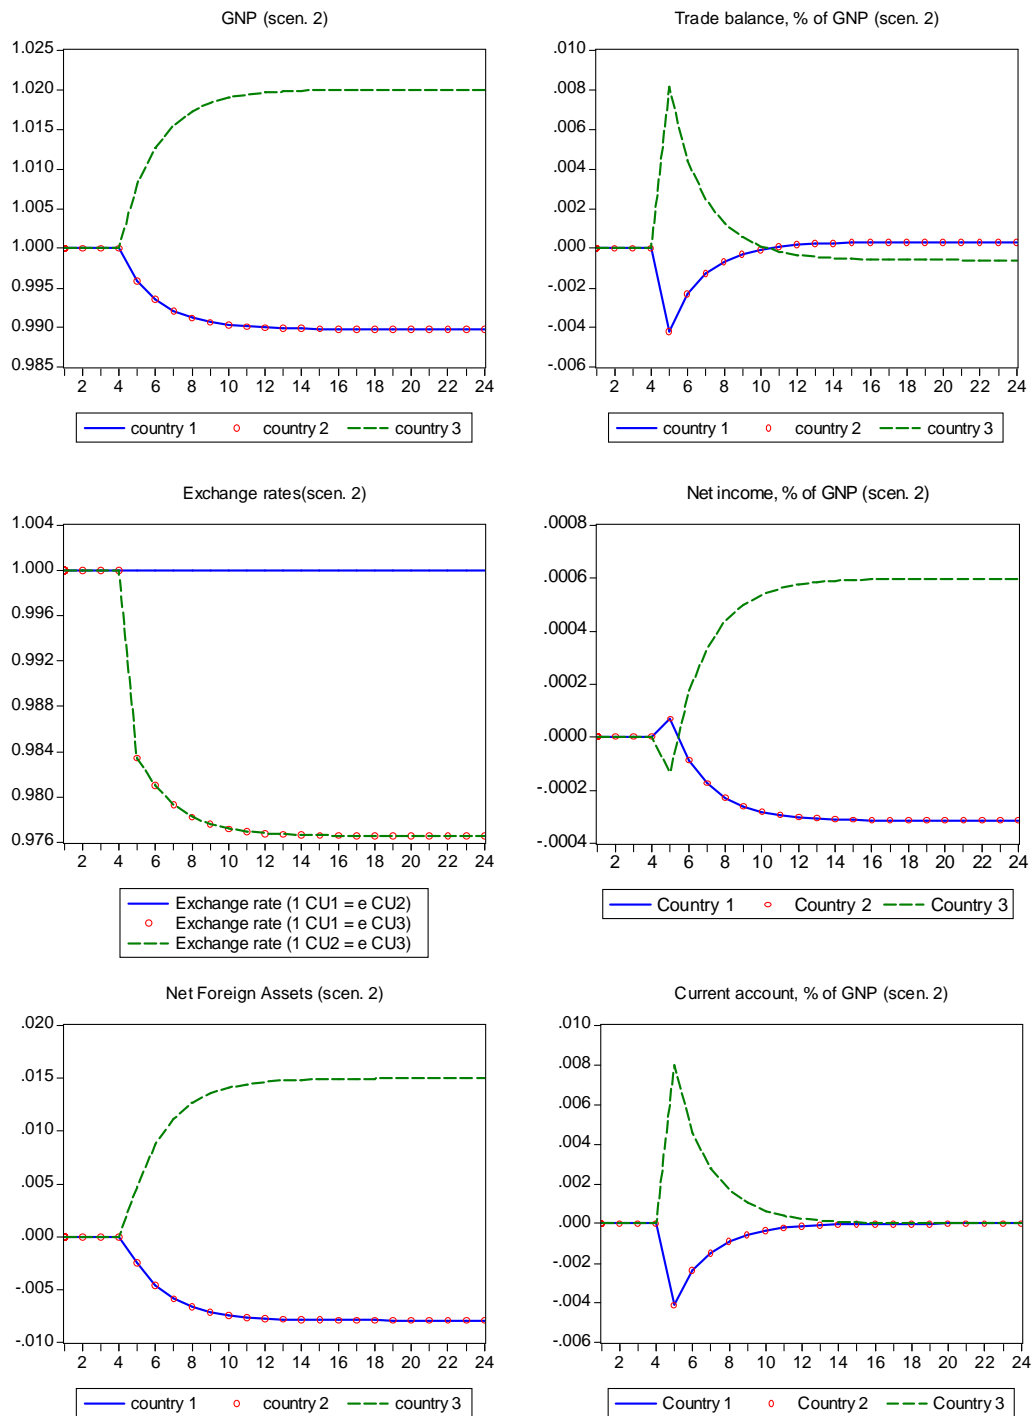 GNP (scen. 2)
1.025
1.020
1.015
1.010
1.005
1.000
0.995
0.990
0.985
2 4 6 8 10 12 14 16 18 20 22 24
country 1 country 2 country 3
Trade balance, % of GNP (scen. 2)
.010
.008
.006
.004
.002
.000
-.002
-.004
-.006
2 4 6 8 10 12 14 16 18 20 22 24
country 1 country 2 country 3
Exchange rates(scen. 2)
1.004
1.000
0.996
0.992
0.988
0.984
0.980
0.976
2 4 6 8 10 12 14 16 18 20 22 24
Exchange rate (1 CU1 = e CU2)
Exchange rate (1 CU1 = e CU3)
Exchange rate (1 CU2 = e CU3)
Net income, % of GNP (scen. 2)
.0008
.0006
.0004
.0002
.0000
-.0002
-.0004
2 4 6 8 10 12 14 16 18 20 22 24
Country 1 Country 2 Country 3
Net Foreign Assets (scen. 2)
.020
.015
.010
.005
.000
-.005
-.010
2 4 6 8 10 12 14 16 18 20 22 24
country 1 country 2 country 3
Current account, % of GNP (scen. 2)
.010
.008
.006
.004
.002
.000
-.002
-.004
-.006
2 4 6 8 10 12 14 16 18 20 22 24
Country 1 Country 2 Country 3